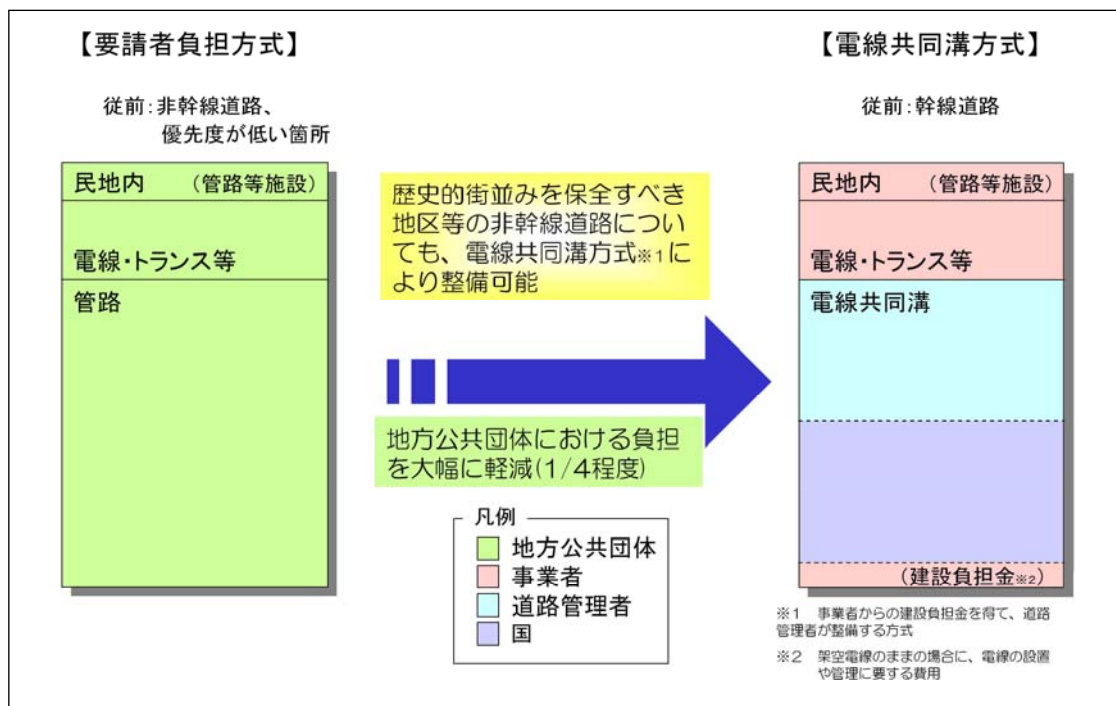 【要請者負担方式】
従前:非幹線道路、
優先度が低い箇所
民地内 (管路等施設)
電線・トランス等
管路
歴史的街並みを保全すべき
地区等の非幹線道路につい
ても、電線共同溝方式※1に
より整備可能
地方公共団体における負担
を大幅に軽減(1/4程度)
凡例
地方公共団体
事業者
道路管理者
国
【電線共同溝方式】
従前:幹線道路
民地内 (管路等施設)
電線・トランス等
電線共同溝
(建設負担金※2)
※1 事業者からの建設負担金を得て、道路
管理者が整備する方式
※2 架空電線のままの場合に、電線の設置
や管理に要する費用